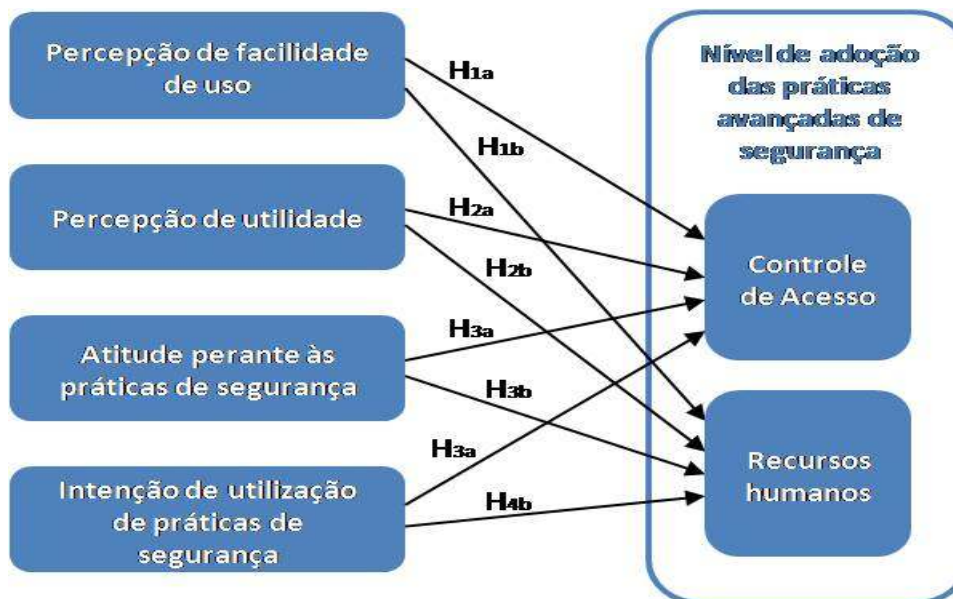 Percepção de facilidade
de uso
Percepção de utilidade
Atitude perante às
práticas de segurança
Intenção de utilização
de práticas de
segurança
H1a
H1b
H2a
H2b
H3a
H3b
H3a
H4b
Nível de adoção
das práticas
avançadas de
segurança
Controle
de Acesso
Recursos
humanos